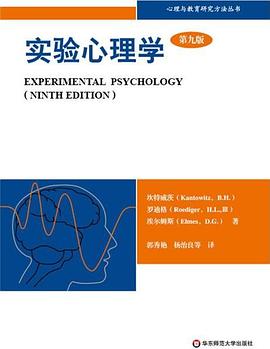 心理与教育研究方法丛书
实验心理学 第九版
EXPERIMENTAL PSYCHOLOGY
( NINTH EDITION )
坎特威茨（Kantowitz, B.H.）
罗迪格（Roediger, H.L.,Ⅲ）
埃尔姆斯（Elmes, D.G.） 著
郭秀艳 杨治良等 译
华东师范大学出版社